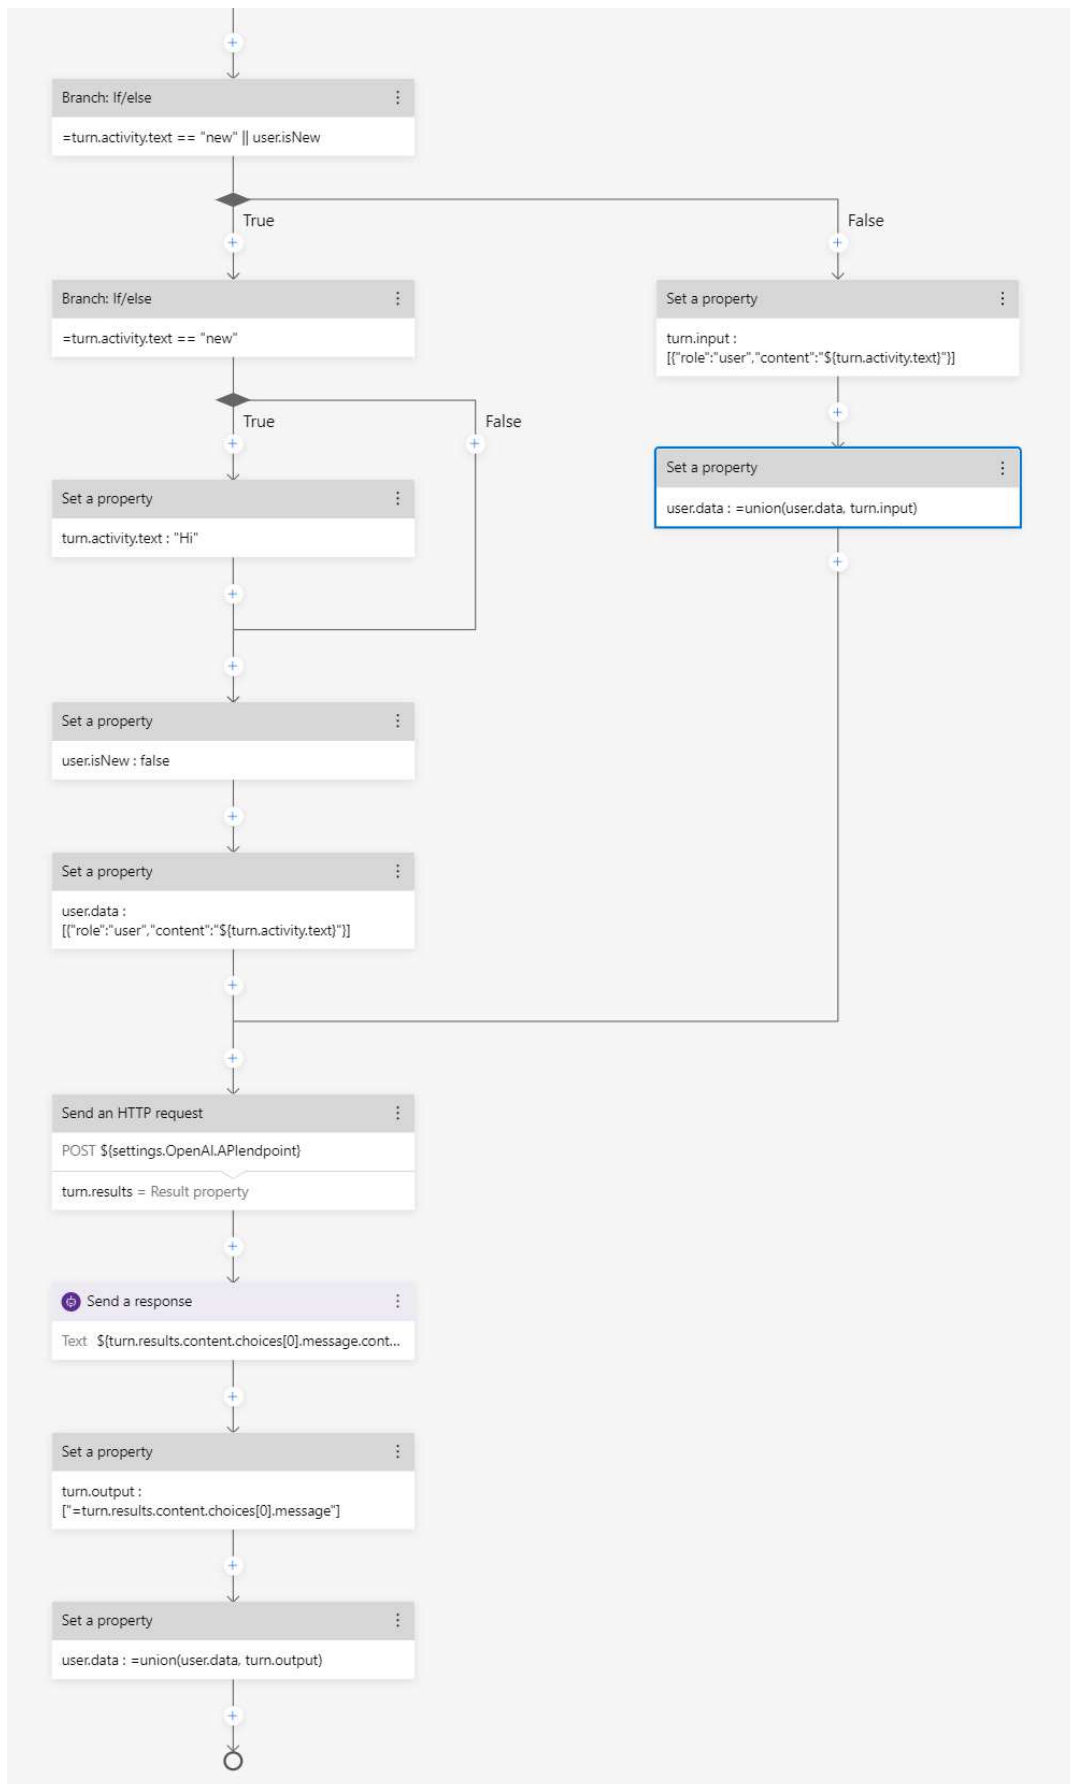 Branch: If/else
=turn.activity.text == "new" || user.isNew
True
False
Branch: If/else
=turn.activity.text == "new"
Set a property
turn.input :
[{"role":"user","content":"${turn.activity.text}"}]
True
False
Set a property
user.data : =union(user.data, turn.input)
Set a property
turn.activity.text : "Hi"
Set a property
user.isNew : false
Set a property
user.data :
[{"role":"user","content":"${turn.activity.text}"}]
Send an HTTP request
POST ${settings.OpenAI.APIendpoint}
turn.results = Result property
Send a response
Text ${turn.results.content.choices[0].message.cont...
Set a property
turn.output :
["=turn.results.content.choices[0].message"]
Set a property
user.data : =union(user.data, turn.output)